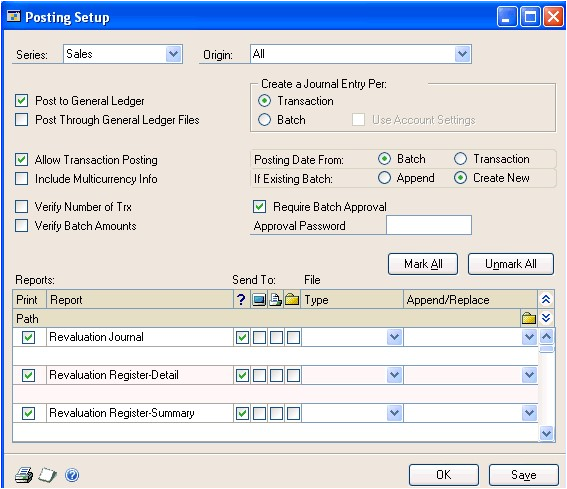 Posting Setup
Series: Sales Origin: All
Create a Journal Entry Per:
Post to General Ledger Transaction
Post Through General Ledger Files Batch Use Account Settings
Allow Transaction Posting Posting Date From: Batch Transaction
Include Multicurrency Info If Existing Batch: Append Create New
Verify Number of Trx Require Batch Approval
Verify Batch Amounts Approval Password
Mark All Unmark All
Reports: Send To: File
Print Report ? Type Append/Replace
Path
Revaluation Journal
Revaluation Register-Detail
Revaluation Register-Summary
OK Save